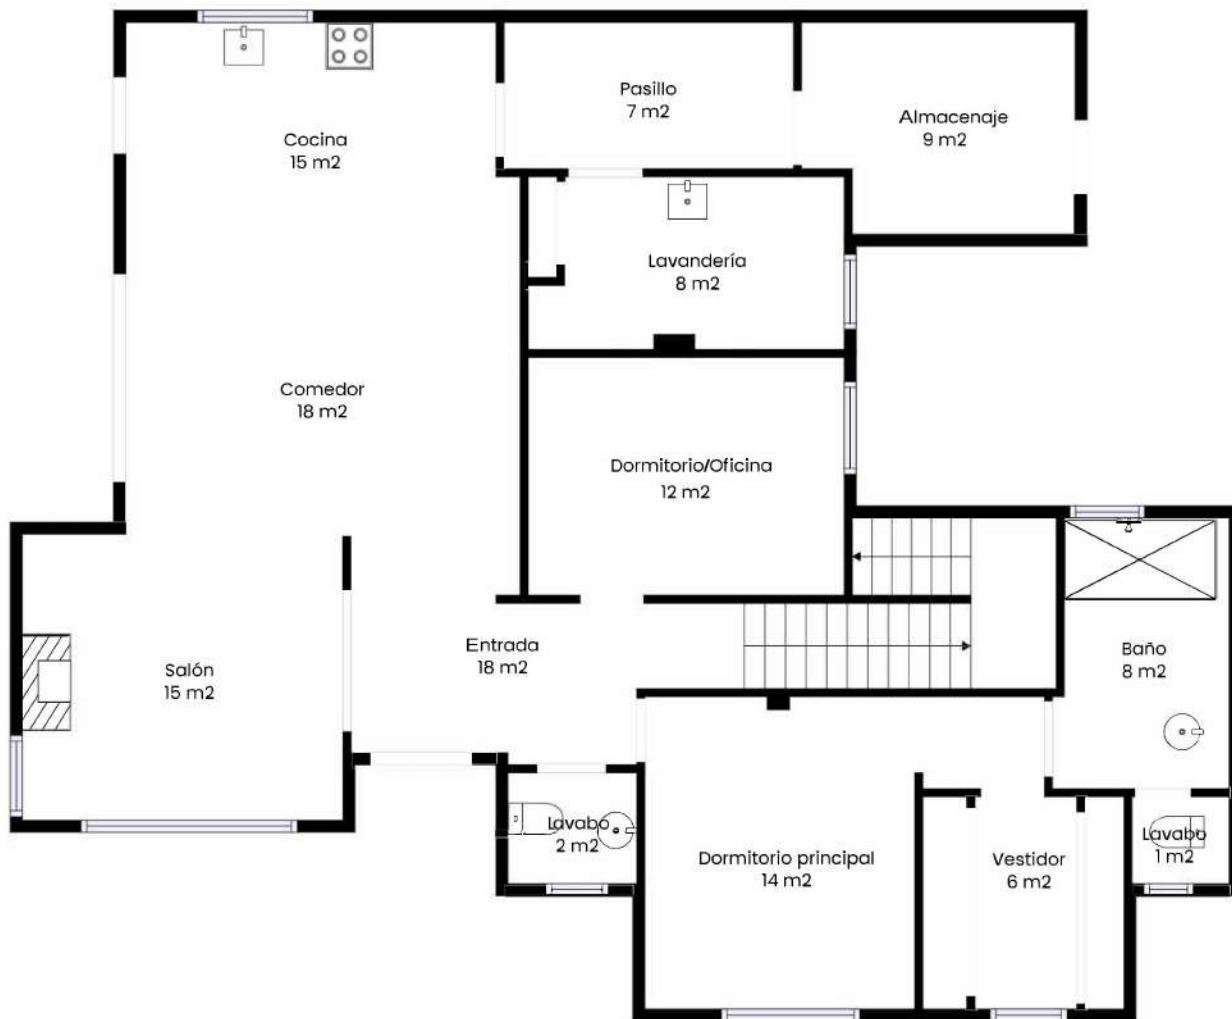 Pasillo
7 m2
Almacenaje
9 m2
Cocina
15 m2
Lavandería
8 m2
Comedor
18 m2
Dormitorio/Oficina
12 m2
Entrada
18 m2
Baño
8 m2
Salón
15 m2
Lavabo
2 m2
Dormitorio principal
14 m2
Vestidor
6 m2
Lavabo
1 m2